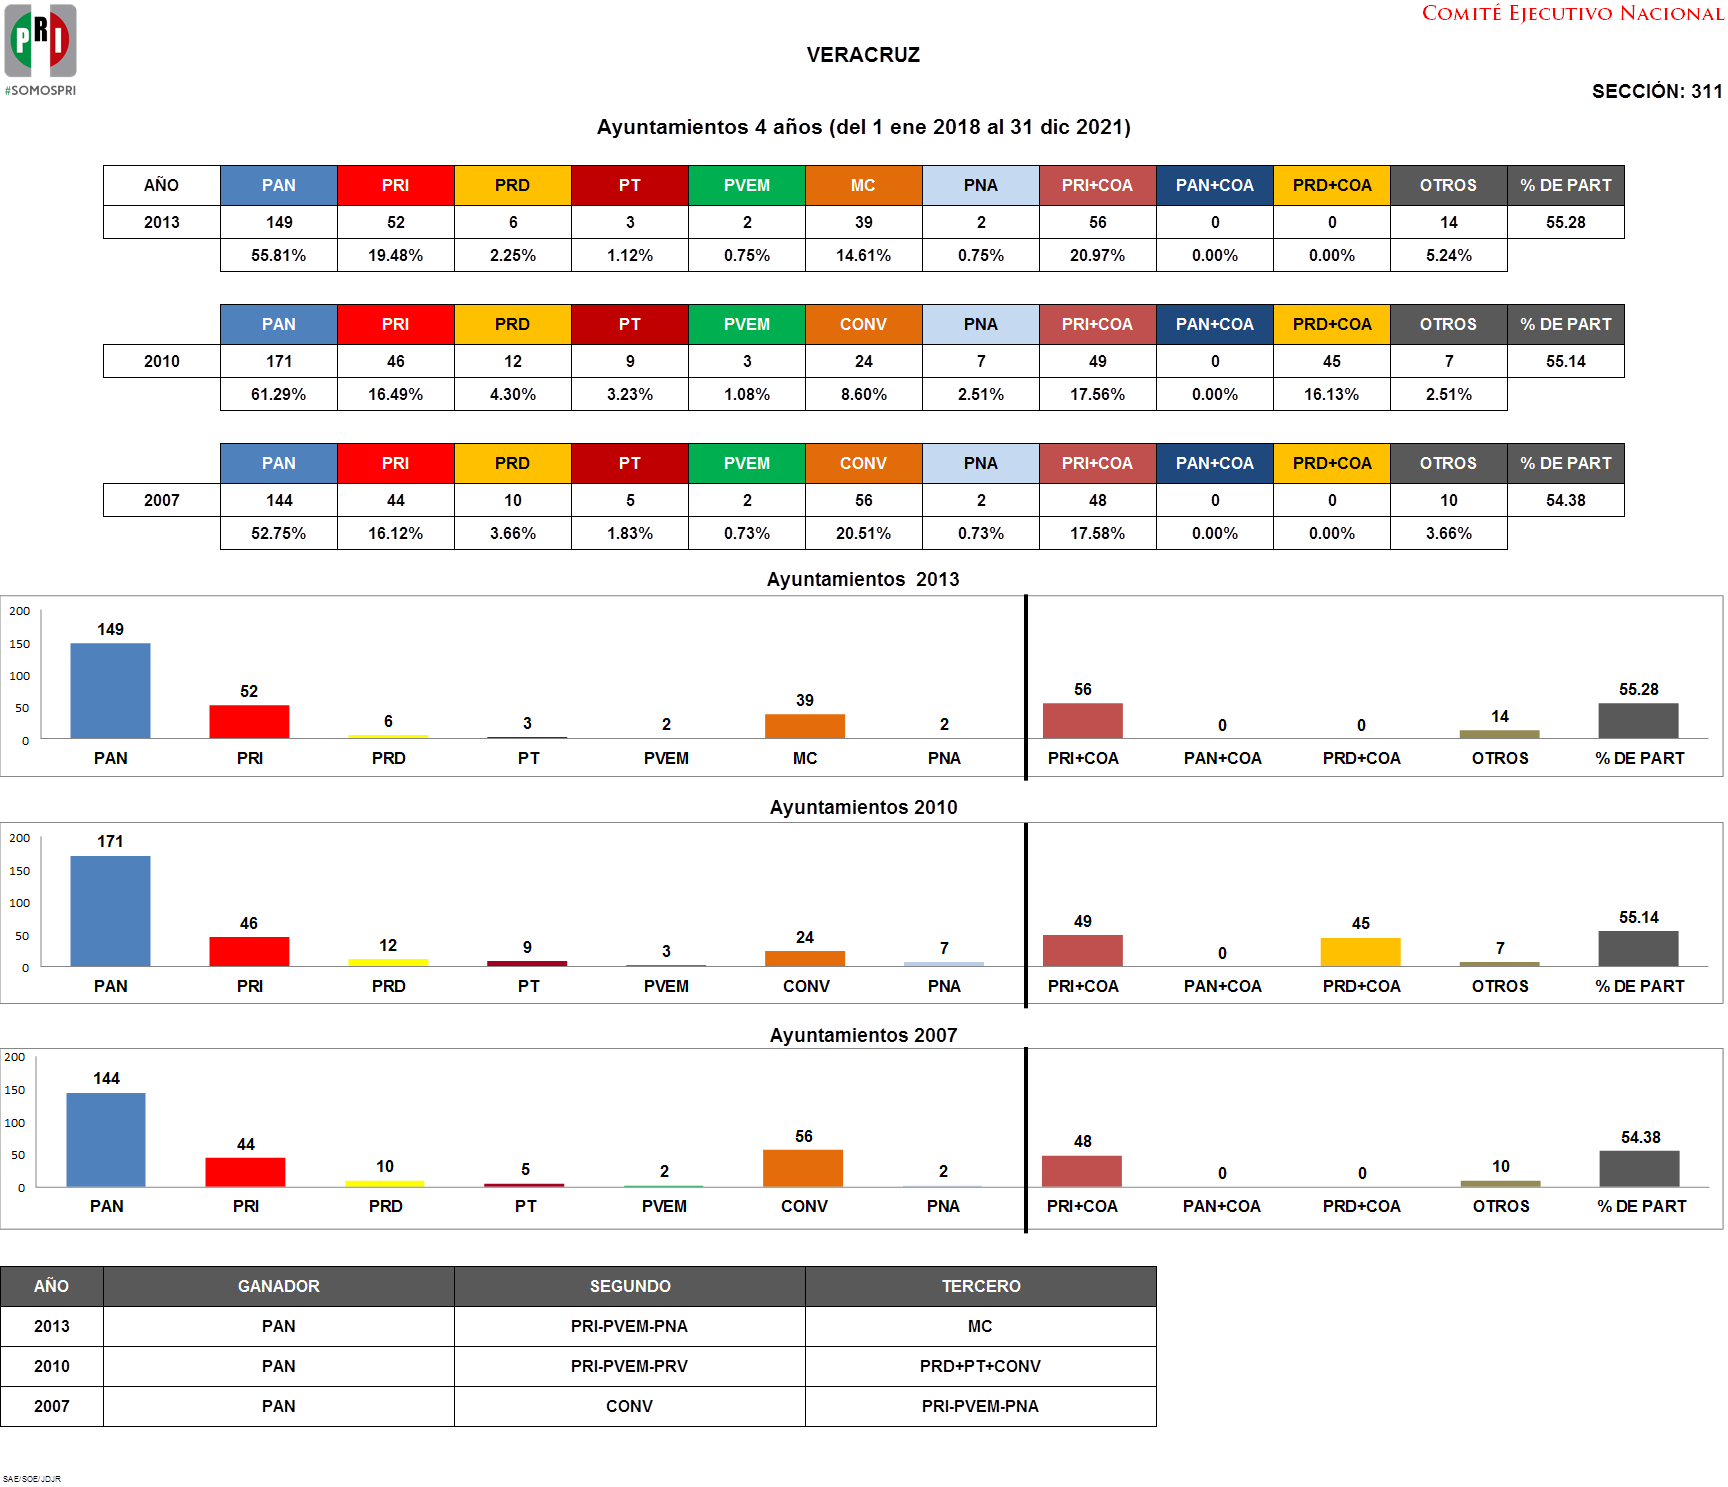 PRI
#SOMOSPRI
COMITÉ EJECUTIVO NACIONAL
VERACRUZ
SECCIÓN: 311
Ayuntamientos 4 años (del 1 ene 2018 al 31 dic 2021)
AÑO PAN PRI PRD PT PVEM MC PNA PRI+COA PAN+COA PRD+COA OTROS % DE PART
2013 149 52 6 3 2 39 2 56 0 0 14 55.28
55.81% 19.48% 2.25% 1.12% 0.75% 14.61% 0.75% 20.97% 0.00% 0.00% 5.24%
PAN PRI PRD PT PVEM CONV PNA PRI+COA PAN+COA PRD+COA OTROS % DE PART
2010 171 46 12 9 3 24 7 49 0 45 7 55.14
61.29% 16.49% 4.30% 3.23% 1.08% 8.60% 2.51% 17.56% 0.00% 16.13% 2.51%
PAN PRI PRD PT PVEM CONV PNA PRI+COA PAN+COA PRD+COA OTROS % DE PART
2007 144 44 10 5 2 56 2 48 0 0 10 54.38
52.75% 16.12% 3.66% 1.83% 0.73% 20.51% 0.73% 17.58% 0.00% 0.00% 3.66%
Ayuntamientos 2013
200
150
100
50
0
149 52 6 3 2 39 2 56 0 0 14 55.28
PAN PRI PRD PT PVEM MC PNA PRI+COA PAN+COA PRD+COA OTROS % DE PART
Ayuntamientos 2010
200
150
100
50
0
171 46 12 9 3 24 7 49 0 45 7 55.14
PAN PRI PRD PT PVEM CONV PNA PRI+COA PAN+COA PRD+COA OTROS % DE PART
Ayuntamientos 2007
200
150
100
50
0
144 44 10 5 2 56 2 48 0 0 10 54.38
PAN PRI PRD PT PVEM CONV PNA PRI+COA PAN+COA PRD+COA OTROS % DE PART
AÑO GANADOR SEGUNDO TERCERO
2013 PAN PRI-PVEM-PNA MC
2010 PAN PRI-PVEM-PRV PRD+PT+CONV
2007 PAN CONV PRI-PVEM-PNA
SAE/SOE/JDJR